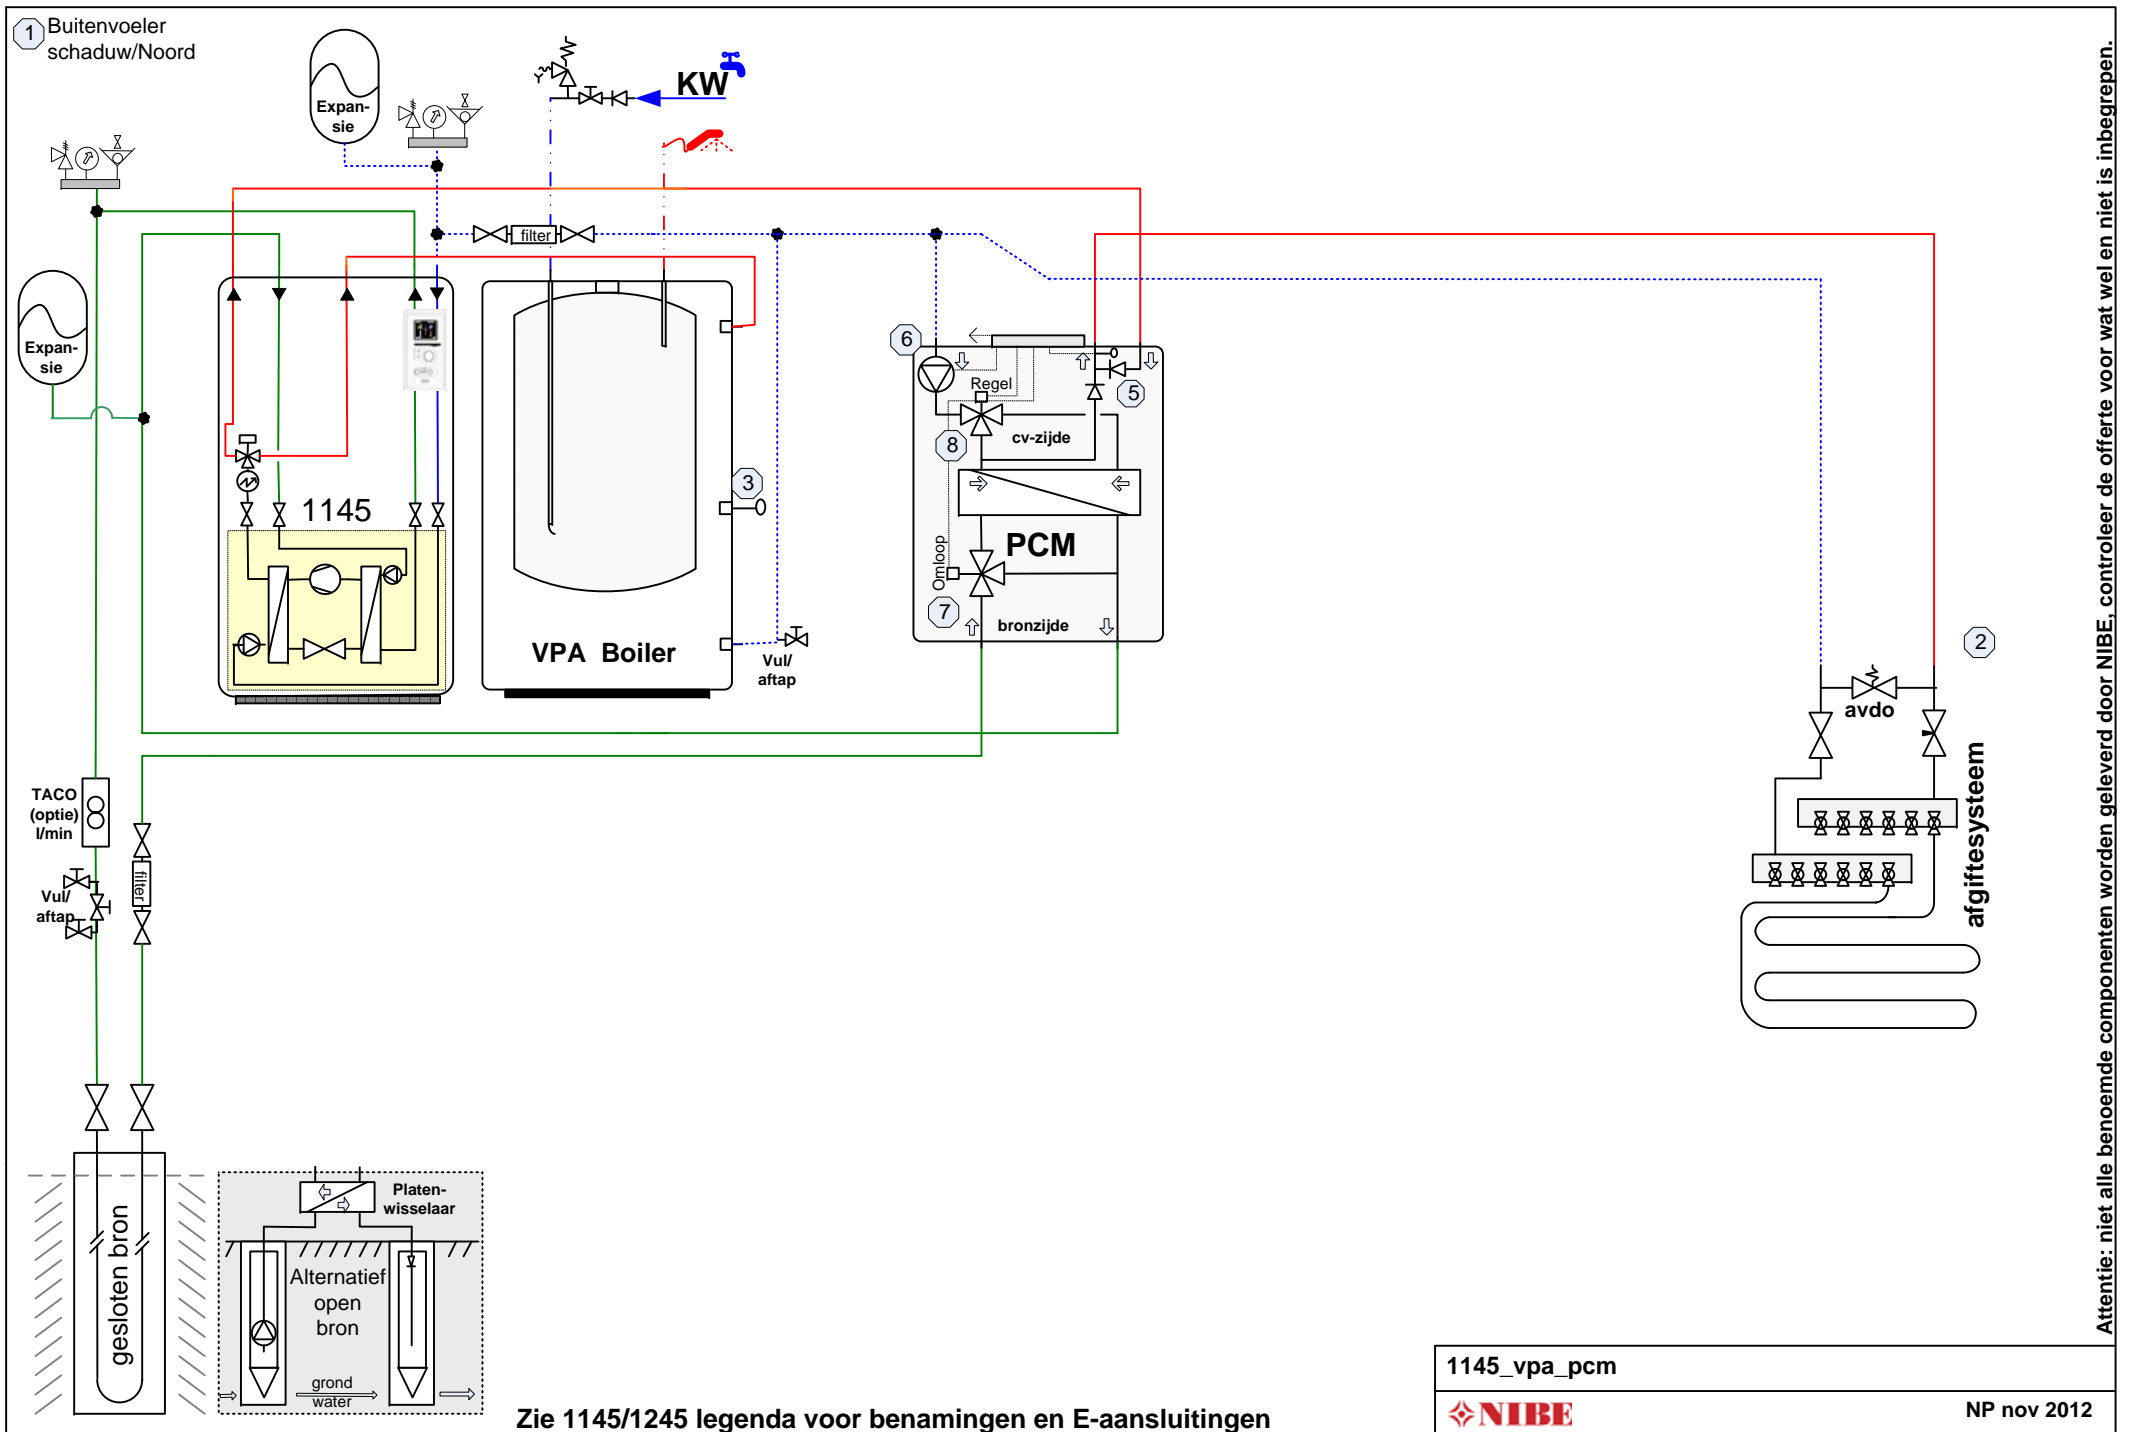 1
Buitenvoeler
schaduw/Noord
Expan-
sie
KW
filter
Expan-
sie
1145
VPA Boiler
3
Vul/
aftap
6
Regel
5
8
cv-zijde
PCM
Omloop
7
bronzijde
2
avdo
afgiftesysteem
TACO
(optie)
l/min
Vul/
aftap
filter
gesloten bron
Platen-
wisselaar
Alternatief
open
bron
grond
water
Zie 1145/1245 legenda voor benamingen en E-aansluitingen
1145_vpa_pcm
NIBE
NP nov 2012
Attentie: niet alle benoemde componenten worden geleverd door NIBE, controleer de offerte voor wat wel en niet is inbegrepen.